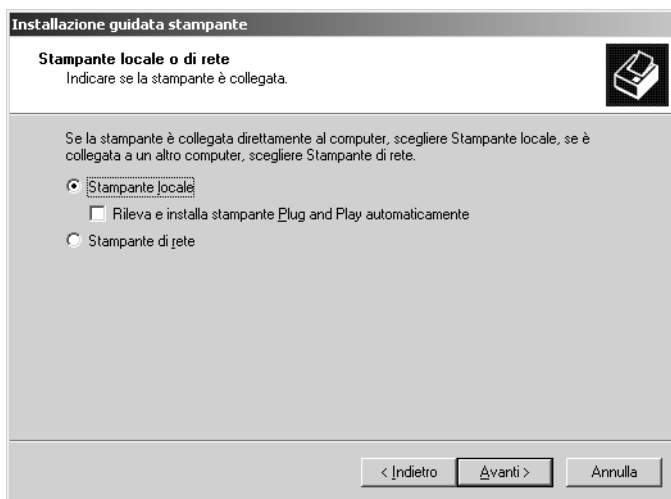 Installazione guidata stampante
Stampante locale o di rete
Indicare se la stampante è collegata.
Se la stampante è collegata direttamente al computer, scegliere Stampante locale, se è
collegata a un altro computer, scegliere Stampante di rete.
Stampante locale
Rileva e installa stampante Plug and Play automaticamente
Stampante di rete
< Indietro
Avanti >
Annulla